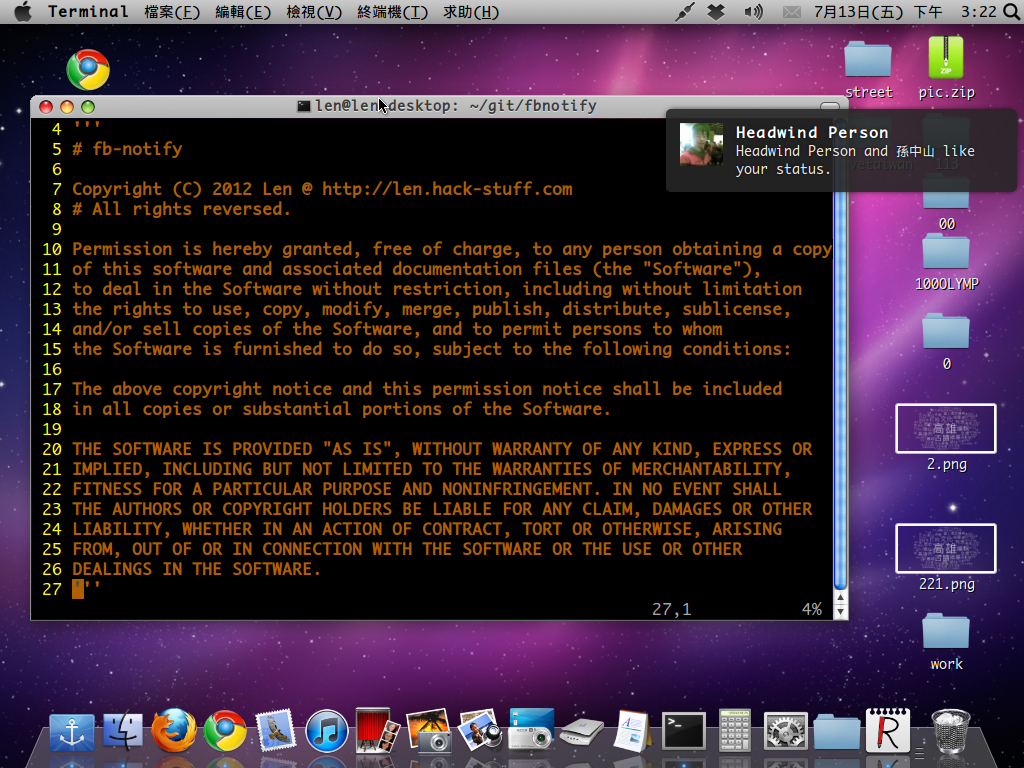 Terminal 檔案(F) 編輯(E) 檢視(V) 終端機(T) 求助(H) 7月13日(五) 下午 3:22
street
ZIP
pic.zip
len@len-desktop: ~/git/fbnotify
Headwind Person
Headwind Person and 孫中山 like
your status.
4 '''
5 # fb-notify
6
7 Copyright (C) 2012 Len @ http://len.hack-stuff.com
8 # All rights reversed.
9
10 Permission is hereby granted, free of charge, to any person obtaining a copy
11 of this software and associated documentation files (the "Software"),
12 to deal in the Software without restriction, including without limitation
13 the rights to use, copy, modify, merge, publish, distribute, sublicense,
14 and/or sell copies of the Software, and to permit persons to whom
15 the Software is furnished to do so, subject to the following conditions:
16
17 The above copyright notice and this permission notice shall be included
18 in all copies or substantial portions of the Software.
19
20 THE SOFTWARE IS PROVIDED "AS IS", WITHOUT WARRANTY OF ANY KIND, EXPRESS OR
21 IMPLIED, INCLUDING BUT NOT LIMITED TO THE WARRANTIES OF MERCHANTABILITY,
22 FITNESS FOR A PARTICULAR PURPOSE AND NONINFRINGEMENT. IN NO EVENT SHALL
23 THE AUTHORS OR COPYRIGHT HOLDERS BE LIABLE FOR ANY CLAIM, DAMAGES OR OTHER
24 LIABILITY, WHETHER IN AN ACTION OF CONTRACT, TORT OR OTHERWISE, ARISING
25 FROM, OUT OF OR IN CONNECTION WITH THE SOFTWARE OR THE USE OR OTHER
26 DEALINGS IN THE SOFTWARE.
27 '''
27,1 4%
00
100OLYMP
0
高雄
2.png
高雄
221.png
work